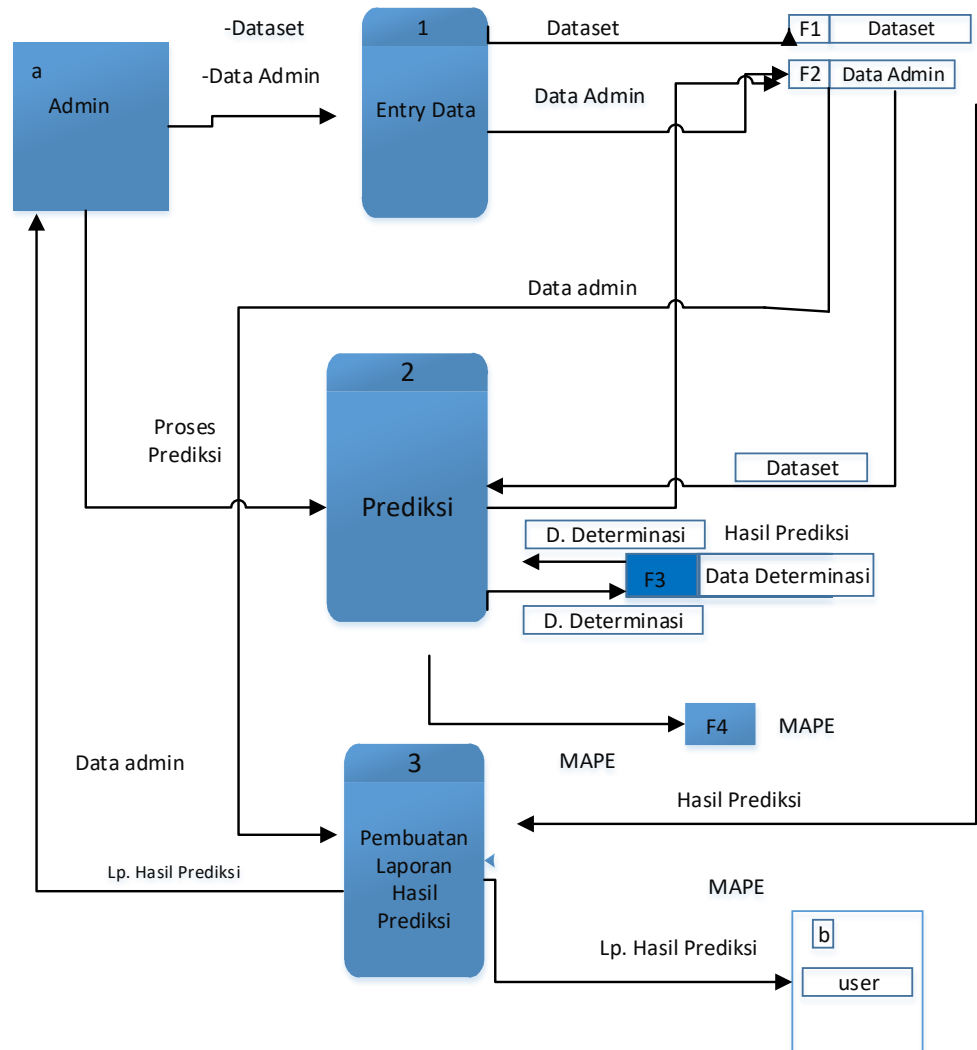 -Dataset
1
Dataset
F1
Dataset
a
Admin
-Data Admin
Entry Data
Data Admin
F2
Data Admin
Data admin
2
Proses
Prediksi
Dataset
Prediksi
D. Determinasi
Hasil Prediksi
F3
Data Determinasi
D. Determinasi
F4
MAPE
Data admin
3
MAPE
Hasil Prediksi
Pembuatan
Laporan
Hasil
Prediksi
Lp. Hasil Prediksi
MAPE
b
Lp. Hasil Prediksi
user